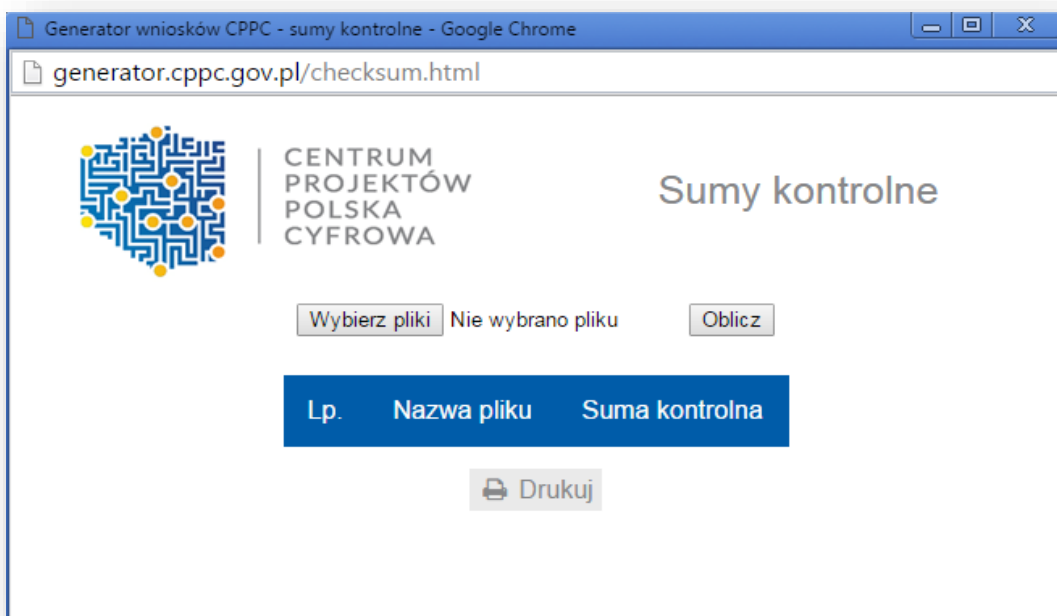 Generator wniosków CPPC - sumy kontrolne - Google Chrome
generator.cppc.gov.pl/checksum.html
CENTRUM
PROJEKTÓW
POLSKA
CYFROWA
Sumy kontrolne
Wybierz pliki Nie wybrano pliku Oblicz
Lp. Nazwa pliku Suma kontrolna
Drukuj